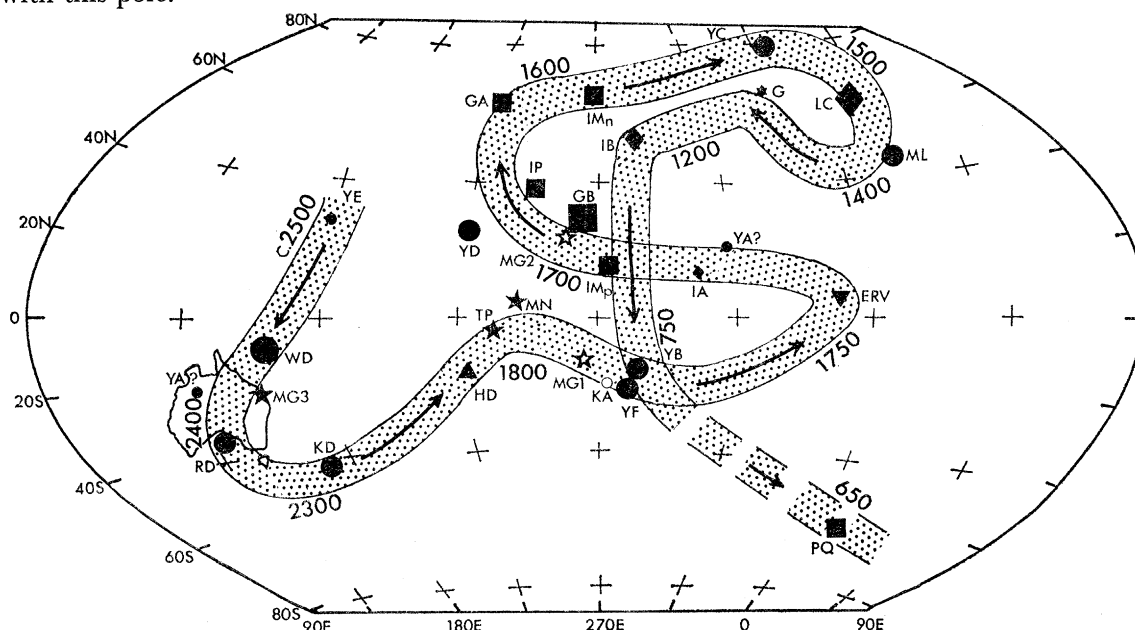 with this pole.
80N
YC
60N
1600
1500
GA
IMn
G
LC
40N
IB
1200
ML
IP
1400
YE
GB
c2500
20N
YD
YA?
MG2
1700
IMp
IA
ERV
0
MN
TP
750
WD
1800
YB
1750
YA?
MG3
HD
MG1
KA
YF
20S
2400
KD
RD
650
40S
2300
PQ
60S
80S
90E
180E
270E
0
90E